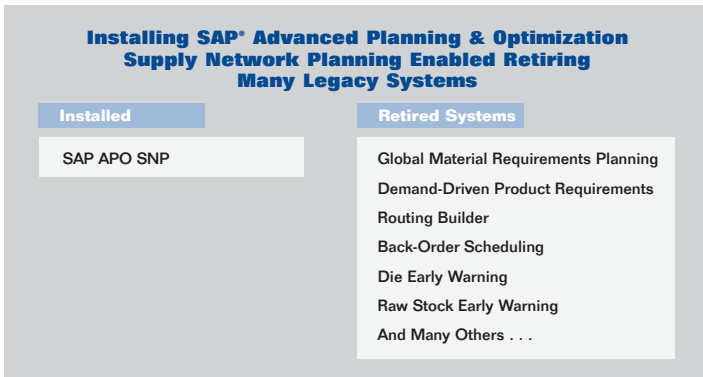 Installing SAP® Advanced Planning & Optimization
Supply Network Planning Enabled Retiring
Many Legacy Systems
Installed
SAP APO SNP
Retired Systems
Global Material Requirements Planning
Demand-Driven Product Requirements
Routing Builder
Back-Order Scheduling
Die Early Warning
Raw Stock Early Warning
And Many Others . . .